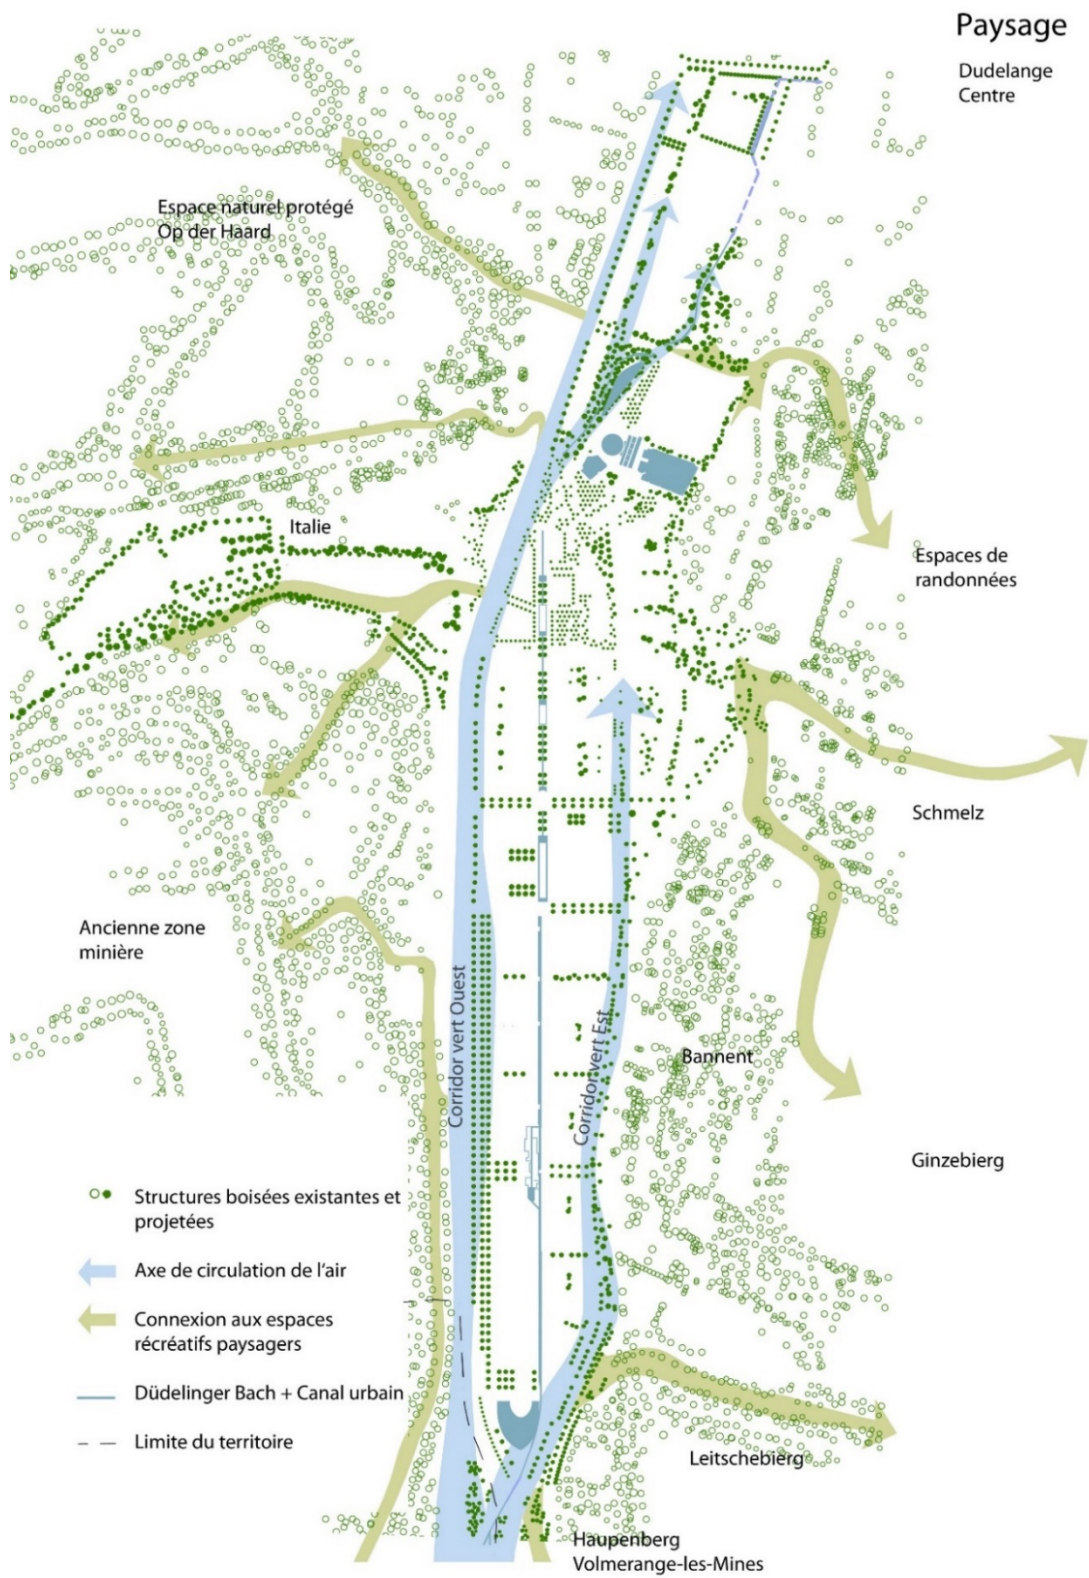 Paysage
Dudelange
Centre
Espace naturel protégé
Op der Haard
Italie
Espaces de
randonnées
Schmelz
Ancienne zone
minière
Corridor vert Ouest
Corridor vert Est
Bannent
Ginzebierg
Structures boisées existantes et
projetées
Axe de circulation de l'air
Connexion aux espaces
récréatifs paysagers
Düdelinger Bach + Canal urbain
Limite du territoire
Leitschebierg
Haupenberg
Volmerange-les-Mines